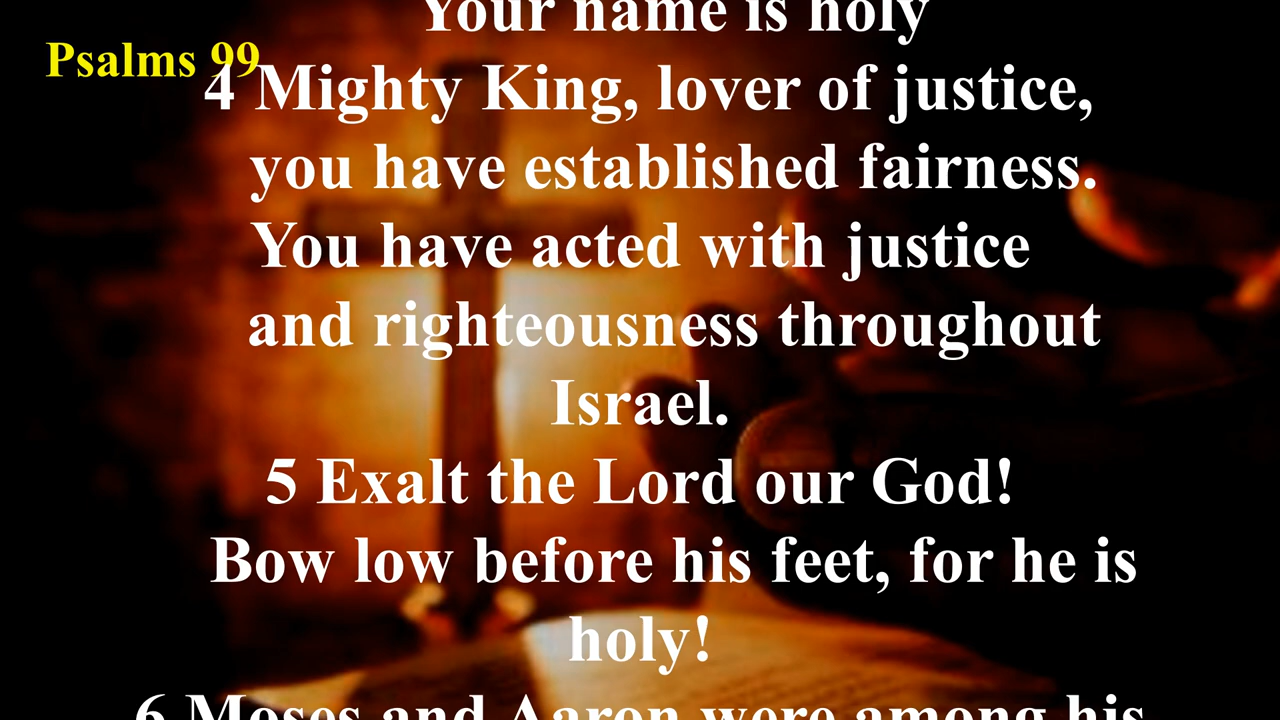 Your name is holy
Psalms 99
4 Mighty King, lover of justice,
you have established fairness.
You have acted with justice
and righteousness throughout
Israel.
5 Exalt the Lord our God!
Bow low before his feet, for he is
holy!
6 Moses and Aaron were among his